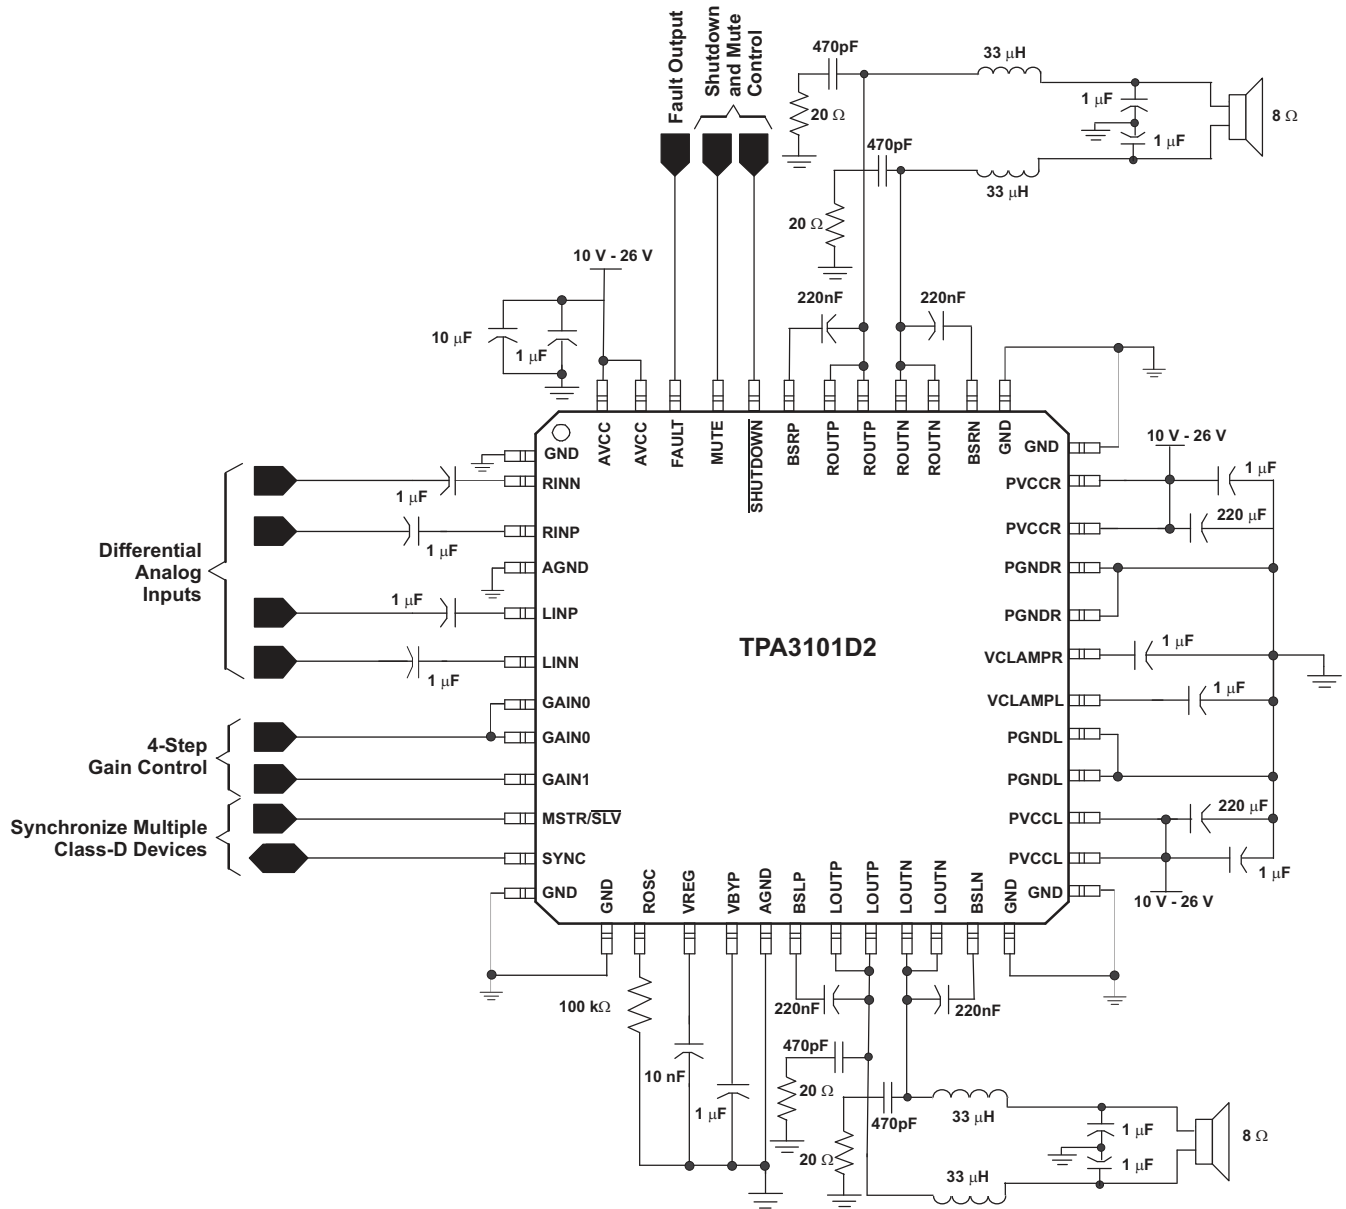 Fault Output
Shutdown
and Mute
Control
470pF
33 μH
20 Ω
1 μF
1 μF
8 Ω
470pF
33 μH
20 Ω
10 V - 26 V
220nF
220nF
10 μF
1 μF
AVCC
AVCC
FAULT
MUTE
SHUTDOWN
BSRP
ROUTP
ROUTP
ROUTN
ROUTN
BSRN
GND
Differential
Analog
Inputs
1 μF
1 μF
1 μF
1 μF
4-Step
Gain Control
Synchronize Multiple
Class-D Devices
GND
RINN
RINP
AGND
LINP
LINN
GAIN0
GAIN0
GAIN1
MSTR/SLV
SYNC
GND
TPA3101D2
GND
PVCCR
PVCCR
PGNDR
PGNDR
VCLAMPR
VCLAMPL
PGNDL
PGNDL
PVCCL
PVCCL
GND
10 V - 26 V
1 μF
220 μF
1 μF
1 μF
220 μF
1 μF
10 V - 26 V
GND
ROSC
VREG
VBYP
AGND
BSLP
LOUTP
LOUTP
LOUTN
LOUTN
BSLN
GND
100 kΩ
10 nF
1 μF
220nF
220nF
470pF
20 Ω
470pF
20 Ω
33 μH
1 μF
1 μF
8 Ω
33 μH